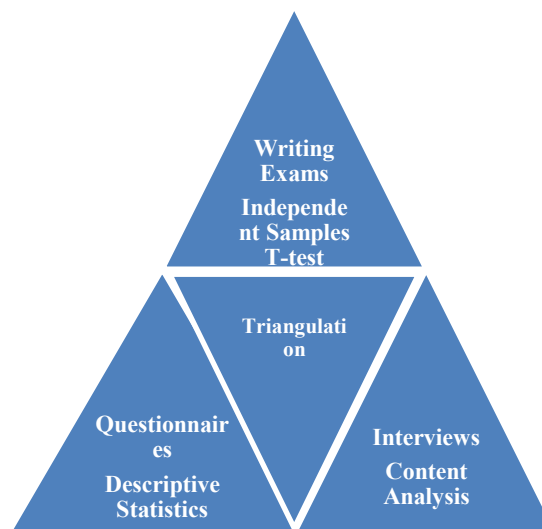 Writing
Exams
Independe
nt Samples
T-test
Triangulati
on
Questionnair
es
Descriptive
Statistics
Interviews
Content
Analysis